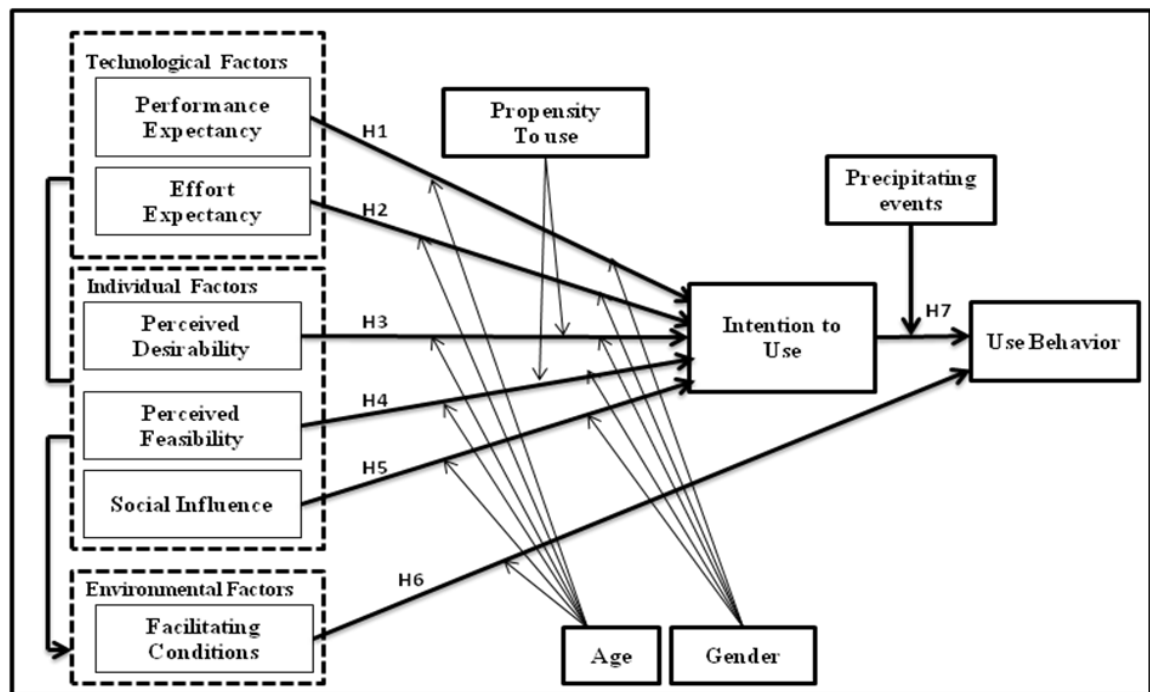 Technological Factors
Performance
Expectancy
Effort
Expectancy
Individual Factors
Perceived
Desirability
Perceived
Feasibility
Social Influence
Environmental Factors
Facilitating
Conditions
H1
H2
H3
H4
H5
H6
Propensity
To use
Precipitating
events
Intention to
Use
H7
Use Behavior
Age
Gender